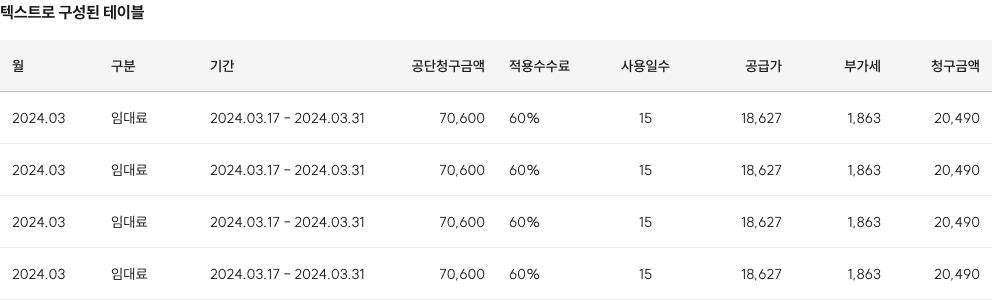 텍스트로 구성된 테이블
월 구분 기간 공단청구금액 적용수수료 사용일수 공급가 부가세 청구금액
2024.03 임대료 2024.03.17 - 2024.03.31 70,600 60% 15 18,627 1,863 20,490
2024.03 임대료 2024.03.17 - 2024.03.31 70,600 60% 15 18,627 1,863 20,490
2024.03 임대료 2024.03.17 - 2024.03.31 70,600 60% 15 18,627 1,863 20,490
2024.03 임대료 2024.03.17 - 2024.03.31 70,600 60% 15 18,627 1,863 20,490